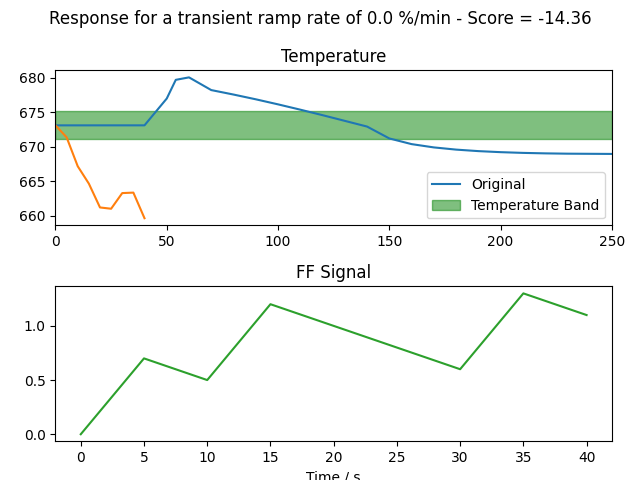 Response for a transient ramp rate of 0.0 %/min - Score = -14.36
Temperature
680
675
670
665
660
Original
Temperature Band
0 50 100 150 200 250
FF Signal
1.0
0.5
0.0
0 5 10 15 20 25 30 35 40
Time / s